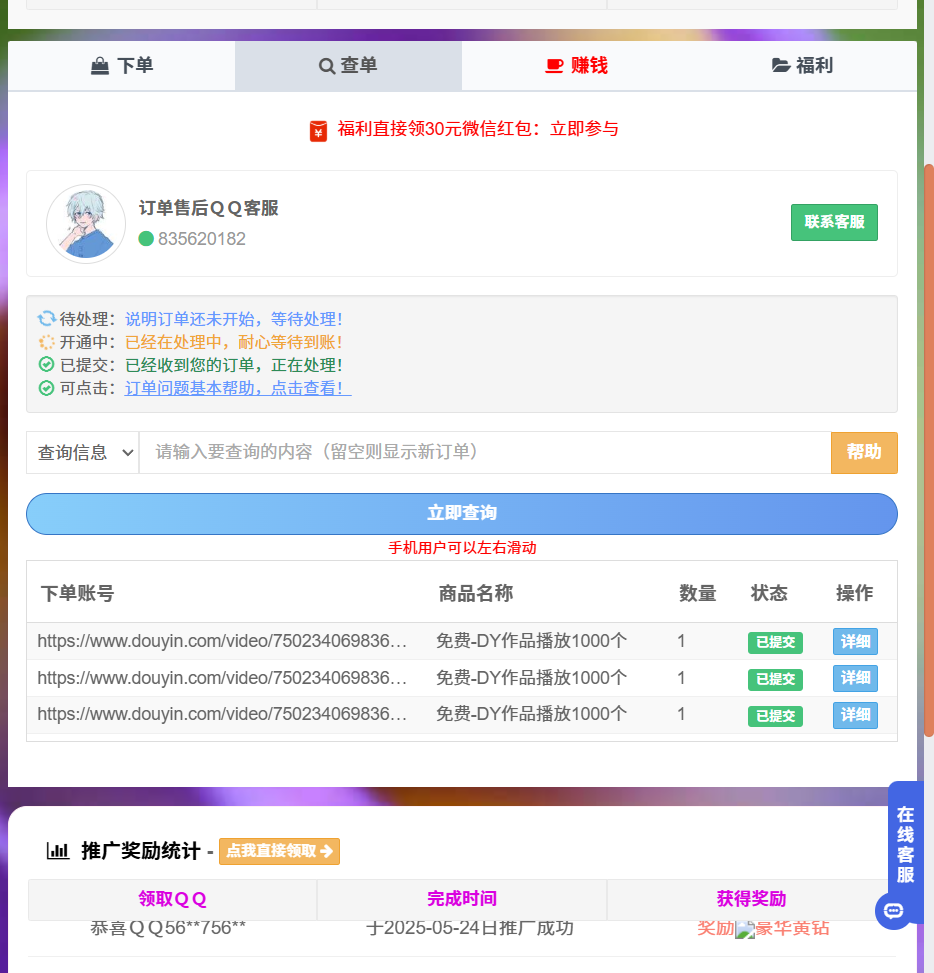 下单 查单 赚钱 福利
福利直接领30元微信红包：立即参与
订单售后ＱＱ客服
835620182
联系客服
待处理：说明订单还未开始，等待处理！
开通中：已经在处理中，耐心等待到账！
已提交：已经收到您的订单，正在处理！
可点击：订单问题基本帮助，点击查看！
查询信息 请输入要查询的内容（留空则显示新订单） 帮助
立即查询
手机用户可以左右滑动
下单账号 商品名称 数量 状态 操作
https://www.douyin.com/video/750234069836… 免费-DY作品播放1000个 1 已提交 详细
https://www.douyin.com/video/750234069836… 免费-DY作品播放1000个 1 已提交 详细
https://www.douyin.com/video/750234069836… 免费-DY作品播放1000个 1 已提交 详细
在线客服
推广奖励统计 - 点我直接领取
领取ＱＱ 完成时间 获得奖励
恭喜ＱＱ56**756** 于2025-05-24日推广成功 奖励豪华黄钻